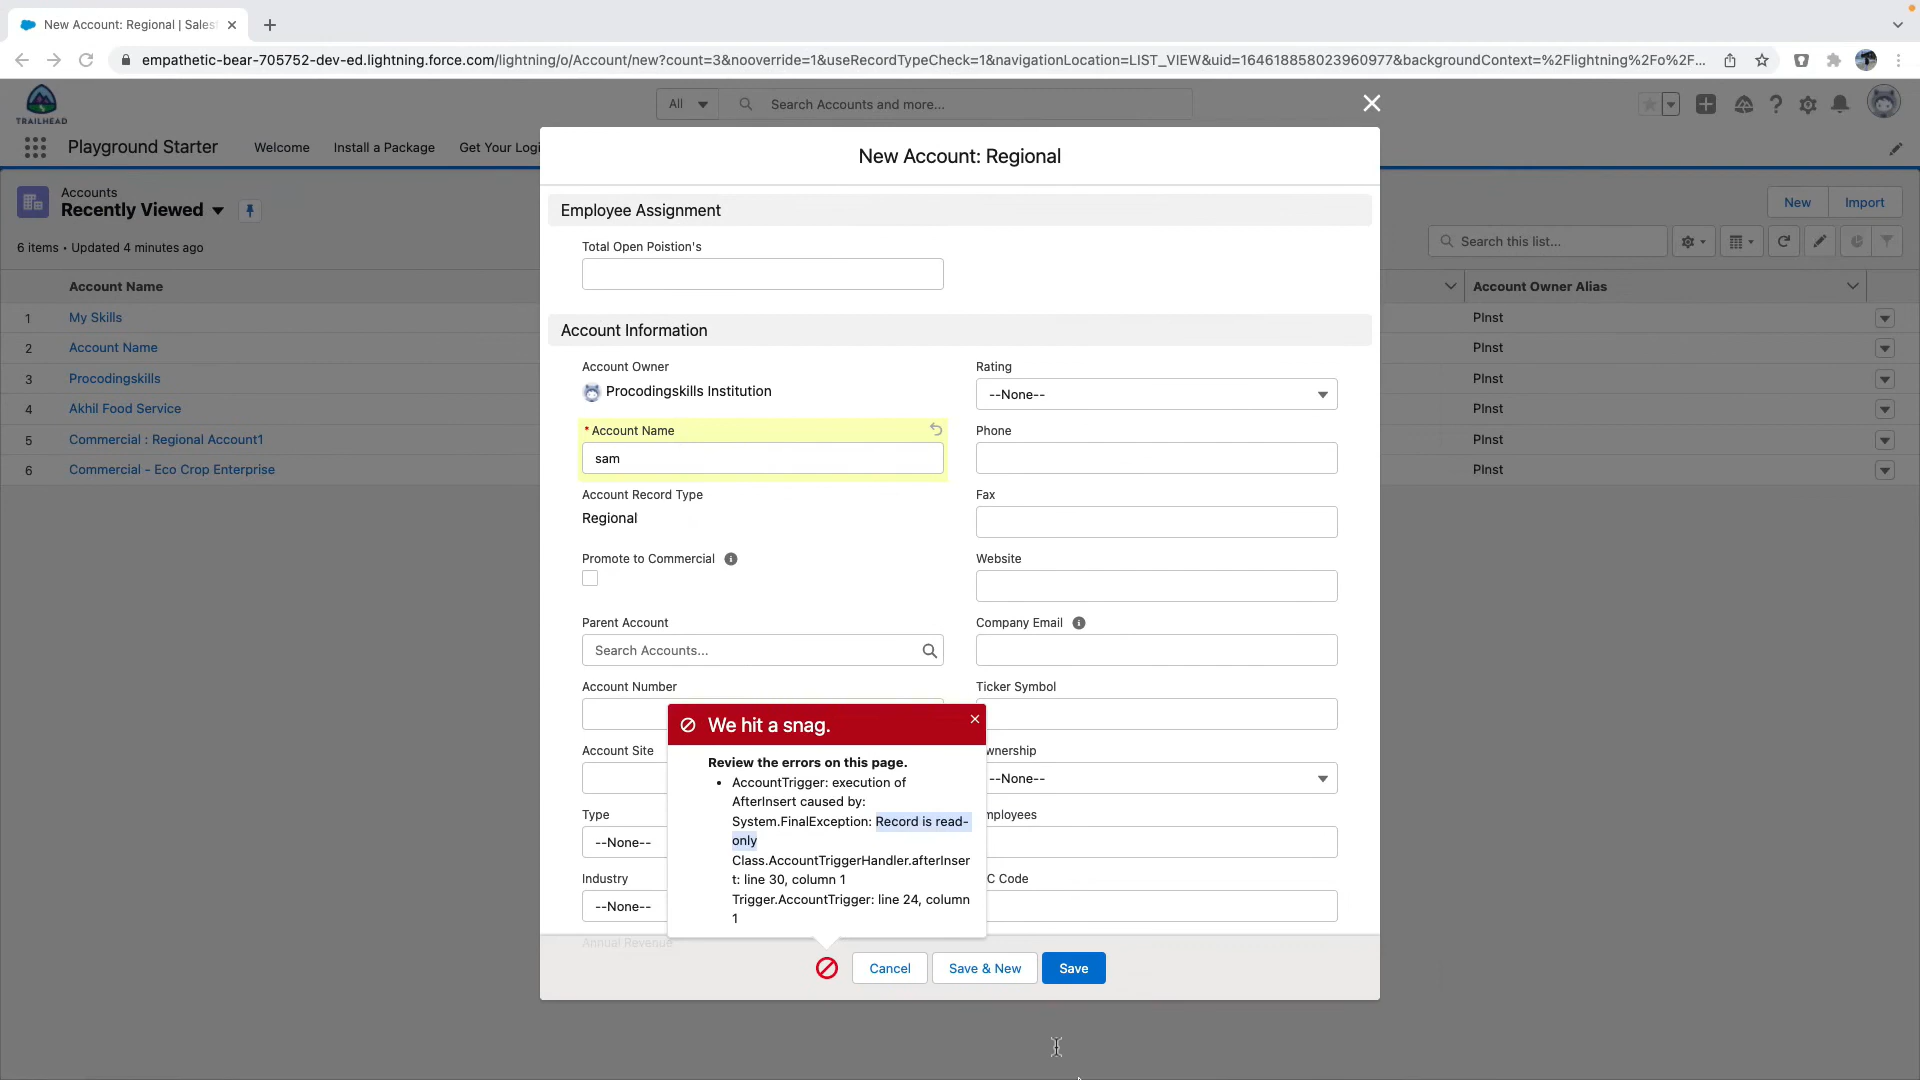 New Account: Regional | Sales
empathetic-bear-705752-dev-ed.lightning.force.com/lightning/o/Account/new?count=3&nooverride=1&useRecordTypeCheck=1&navigationLocation=LIST_VIEW&uid=164618858023960977&backgroundContext=%2Flightning%2Fo%2F...
TRAILHEAD
All
Search Accounts and more...
Playground Starter
Welcome
Install a Package
Get Your Logi
Accounts
Recently Viewed
6 items • Updated 4 minutes ago
New
Import
Search this list...
Account Name
Account Owner Alias
1 My Skills PInst
2 Account Name PInst
3 Procodingskills PInst
4 Akhil Food Service PInst
5 Commercial : Regional Account1 PInst
6 Commercial - Eco Crop Enterprise PInst
New Account: Regional
Employee Assignment
Total Open Poistion's
Account Information
Account Owner
Procodingskills Institution
Rating
--None--
* Account Name
sam
Phone
Account Record Type
Regional
Fax
Promote to Commercial
Website
Parent Account
Search Accounts...
Company Email
Account Number
Ticker Symbol
Account Site
wnership
--None--
Type
--None--
mployees
Industry
--None--
C Code
Annual Revenue
We hit a snag.
Review the errors on this page.
• AccountTrigger: execution of
AfterInsert caused by:
System.FinalException: Record is read-
only
Class.AccountTriggerHandler.afterInser
t: line 30, column 1
Trigger.AccountTrigger: line 24, column
1
Cancel
Save & New
Save